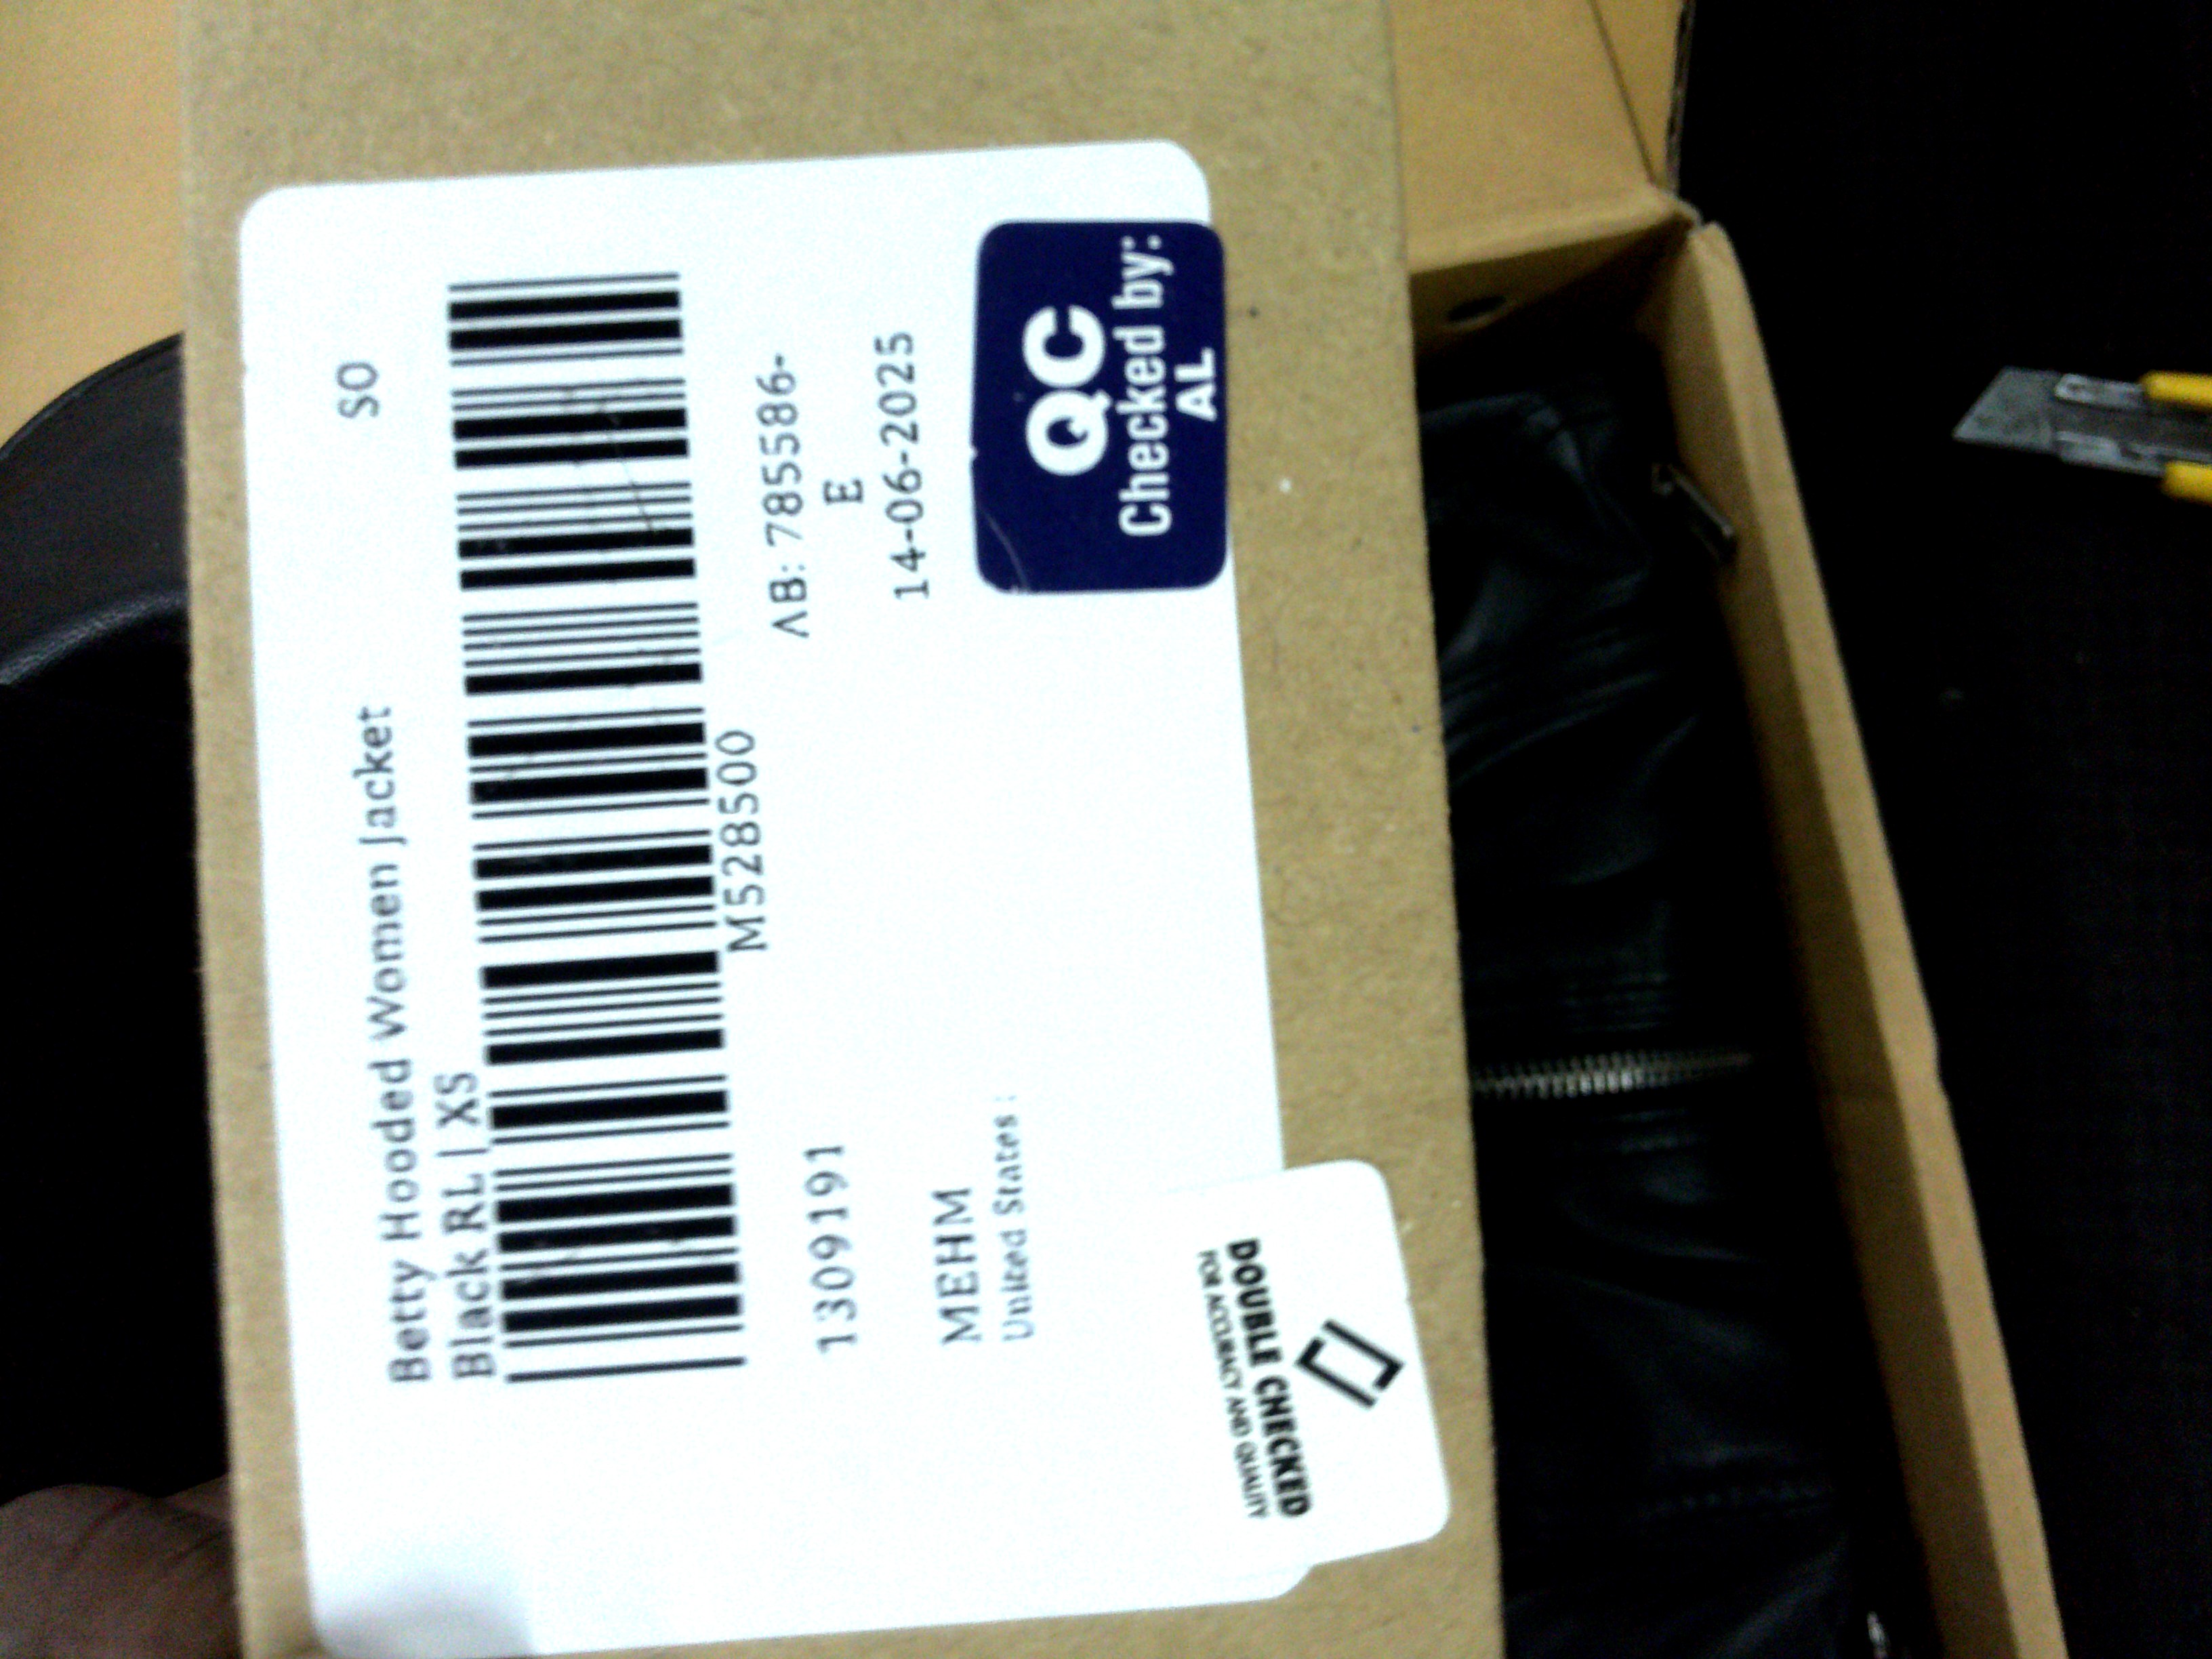 SO
Betty Hooded Women Jacket
Black RL | XS
M528500
AB: 785586-
E
14-06-2025
1309191
MEHM
United States :
QC
Checked by:
AL
DOUBLE CHECKED
FOR ACCURACY AND QUALITY